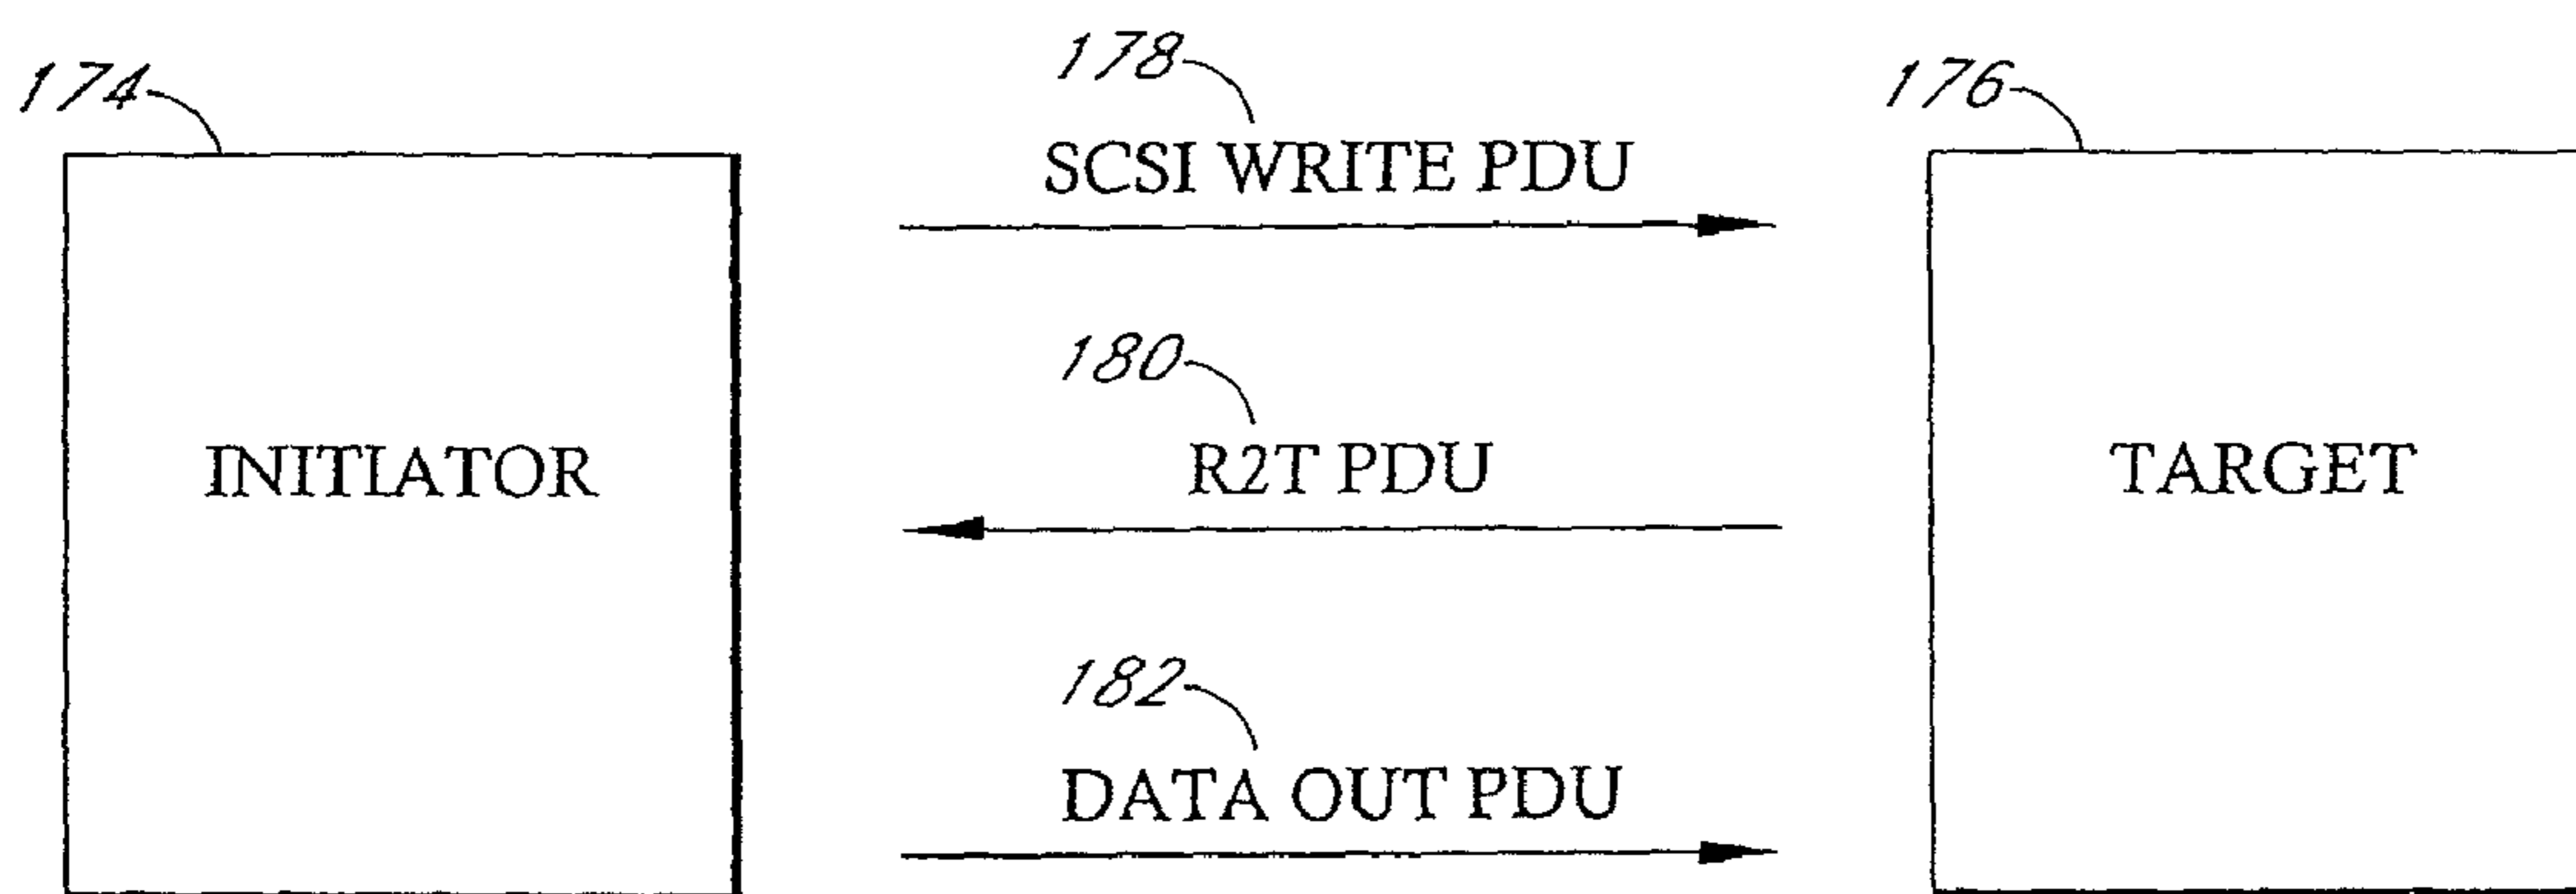 174
178
176
SCSI WRITE PDU
180
INITIATOR
R2T PDU
TARGET
182
DATA OUT PDU